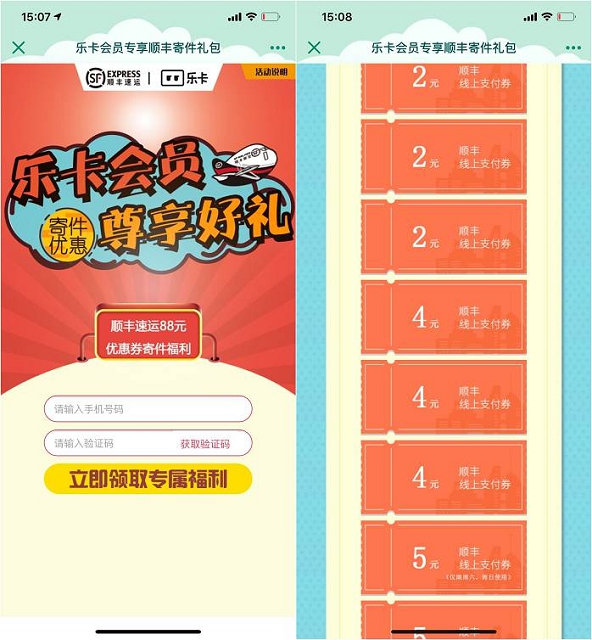 15:07
乐卡会员专享顺丰寄件礼包
SF EXPRESS
顺丰速运
乐卡
活动说明
乐卡会员
寄件
优惠
尊享好礼
顺丰速运88元
优惠券寄件福利
请输入手机号码
请输入验证码 获取验证码
立即领取专属福利
15:08
乐卡会员专享顺丰寄件礼包
2元 顺丰
线上支付券
2元 顺丰
线上支付券
2元 顺丰
线上支付券
4元 顺丰
线上支付券
4元 顺丰
线上支付券
4元 顺丰
线上支付券
5元 顺丰
线上支付券
(仅限周六、周日使用)